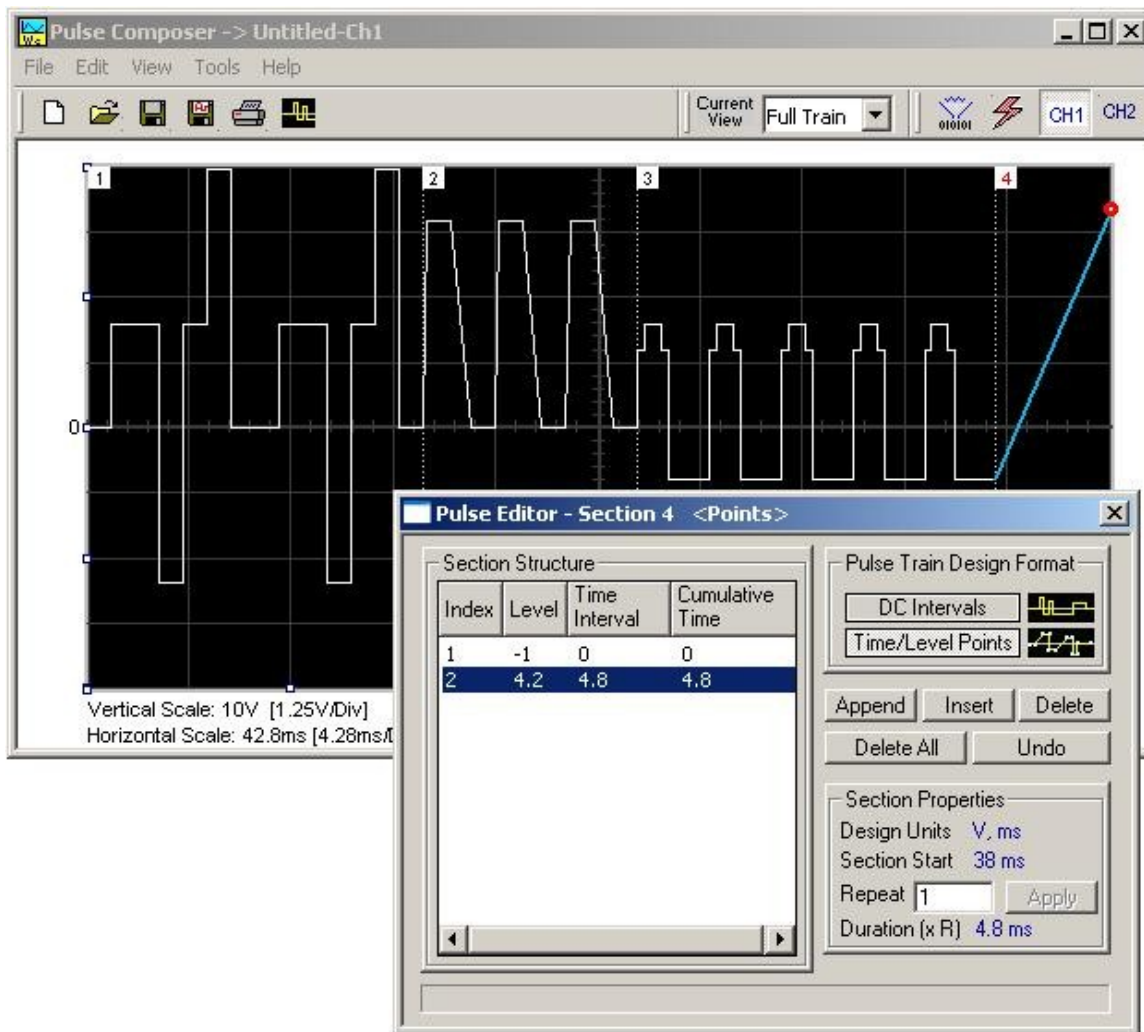 Pulse Composer -> Untitled-Ch1
File Edit View Tools Help
Current View Full Train CH1 CH2
1 2 3 4
0
Vertical Scale: 10V [1.25V/Div]
Horizontal Scale: 42.8ms [4.28ms/
Pulse Editor - Section 4 <Points>
Section Structure
Index Level Time Interval Cumulative Time
1 -1 0 0
2 4.2 4.8 4.8
Pulse Train Design Format
DC Intervals
Time/Level Points
Append Insert Delete
Delete All Undo
Section Properties
Design Units V, ms
Section Start 38 ms
Repeat 1 Apply
Duration (x R) 4.8 ms